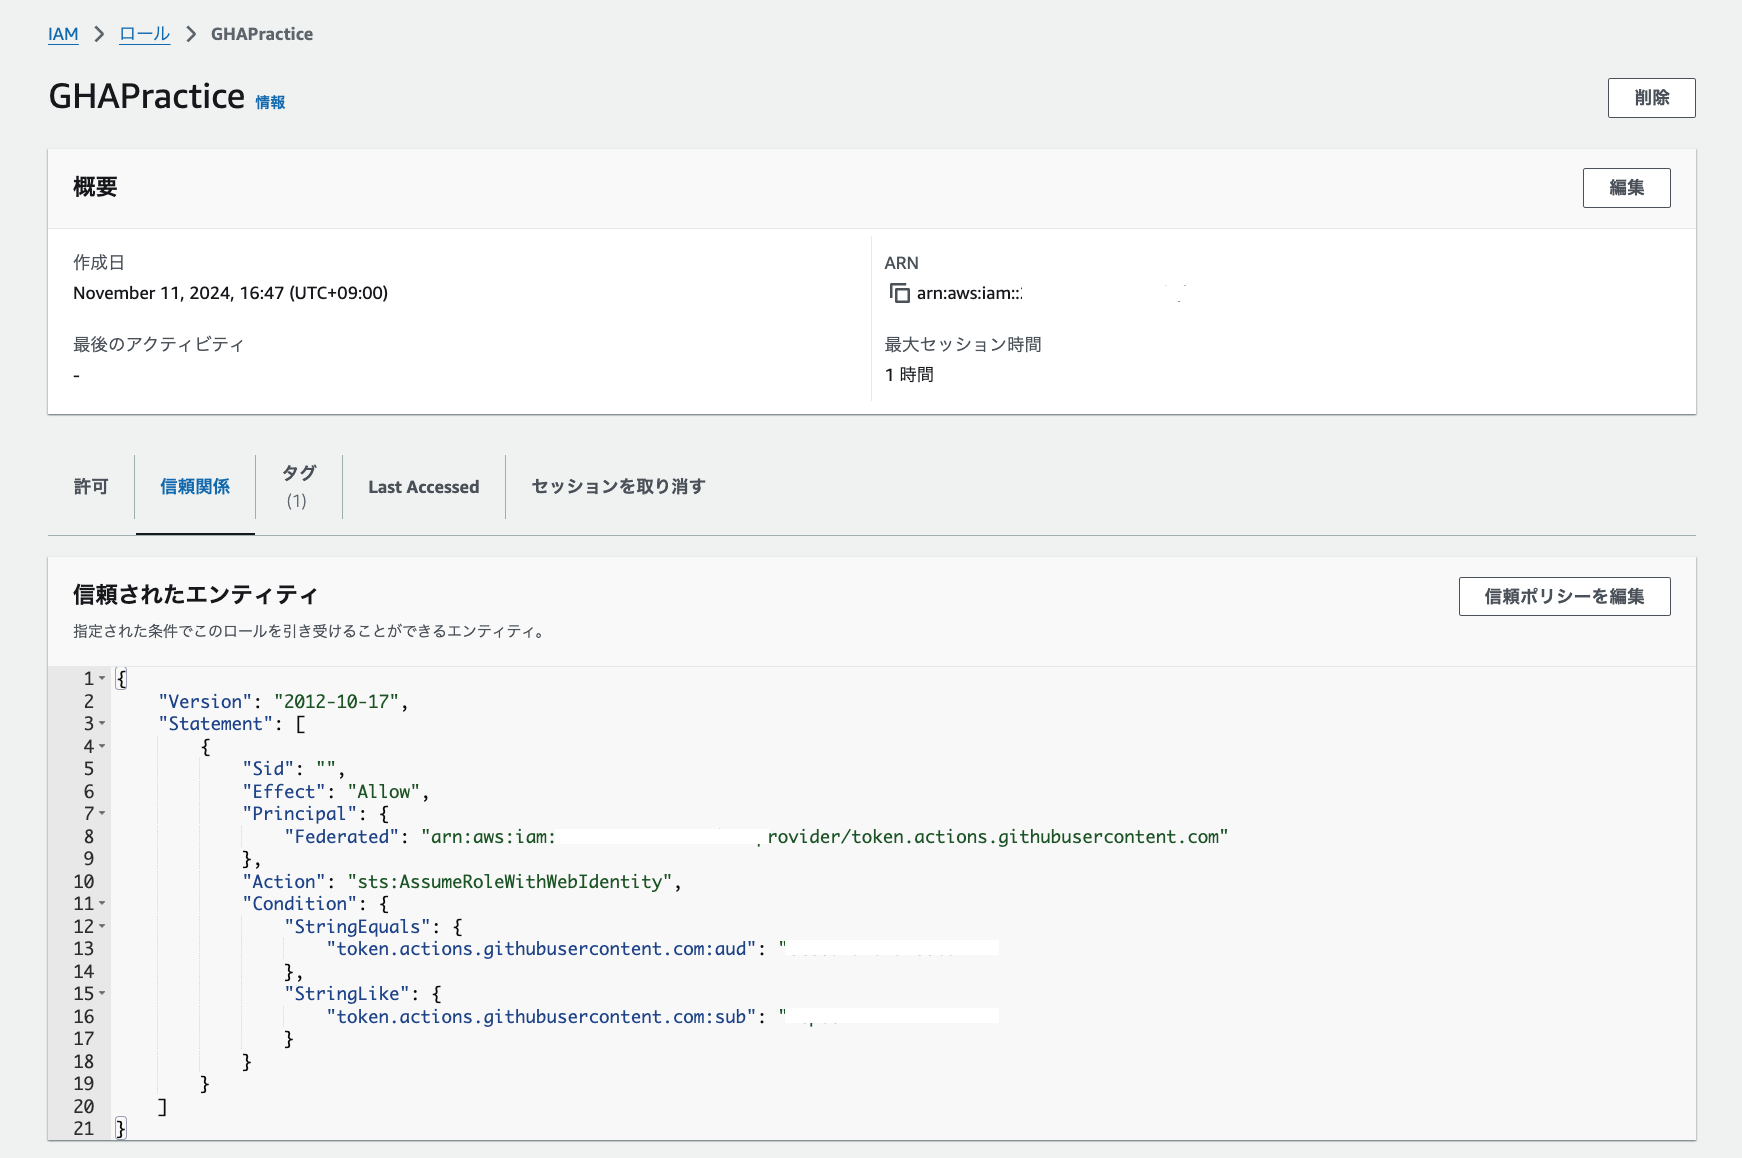 IAM > ロール > GHAPractice
GHAPractice 情報
削除
概要
編集
作成日
November 11, 2024, 16:47 (UTC+09:00)
最後のアクティビティ
-
ARN
arn:aws:iam::
最大セッション時間
1 時間
許可
信頼関係
タグ
(1)
Last Accessed
セッションを取り消す
信頼されたエンティティ
指定された条件でこのロールを引き受けることができるエンティティ。
信頼ポリシーを編集
1 {
2 "Version": "2012-10-17",
3 "Statement": [
4 {
5 "Sid": "",
6 "Effect": "Allow",
7 "Principal": {
8 "Federated": "arn:aws:iam: rovider/token.actions.githubusercontent.com"
9 },
10 "Action": "sts:AssumeRoleWithWebIdentity",
11 "Condition": {
12 "StringEquals": {
13 "token.actions.githubusercontent.com:aud": "
14 },
15 "StringLike": {
16 "token.actions.githubusercontent.com:sub": "
17 }
18 }
19 }
20 ]
21 }